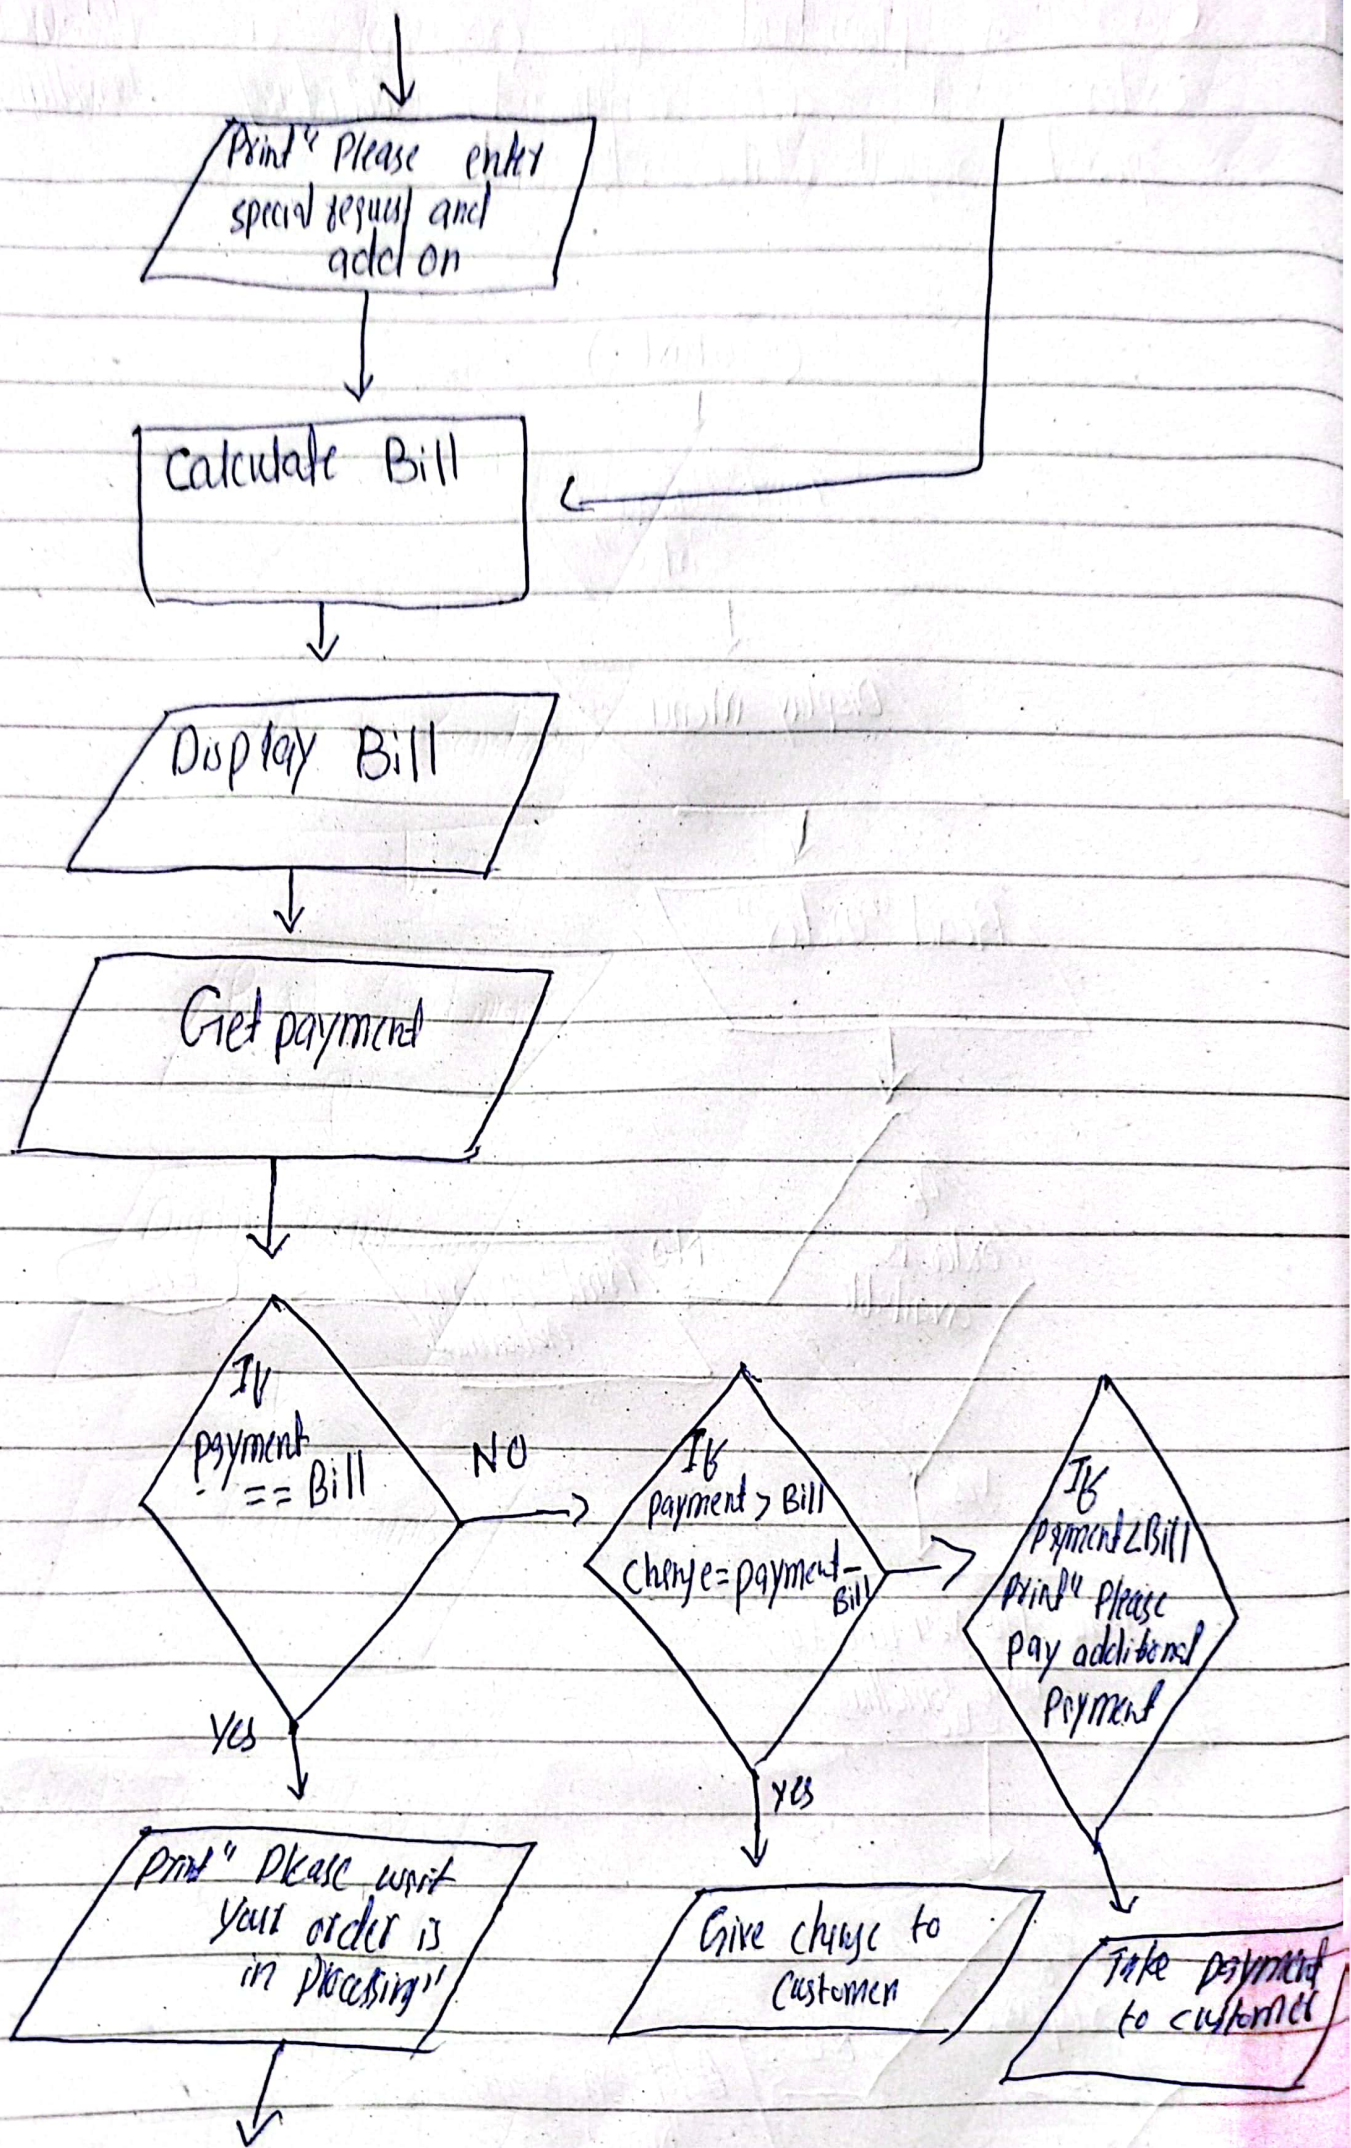 Print" Please enter
special request and
add on
Calculate Bill
Display Bill
Get payment
If
payment
== Bill
NO
Yes
If
payment > Bill
change = payment -
Bill
yes
If
payment < Bill
print" Please
pay additional
payment
print" Please wait
your order is
in processing"
Give change to
customer
Take payment
to customer